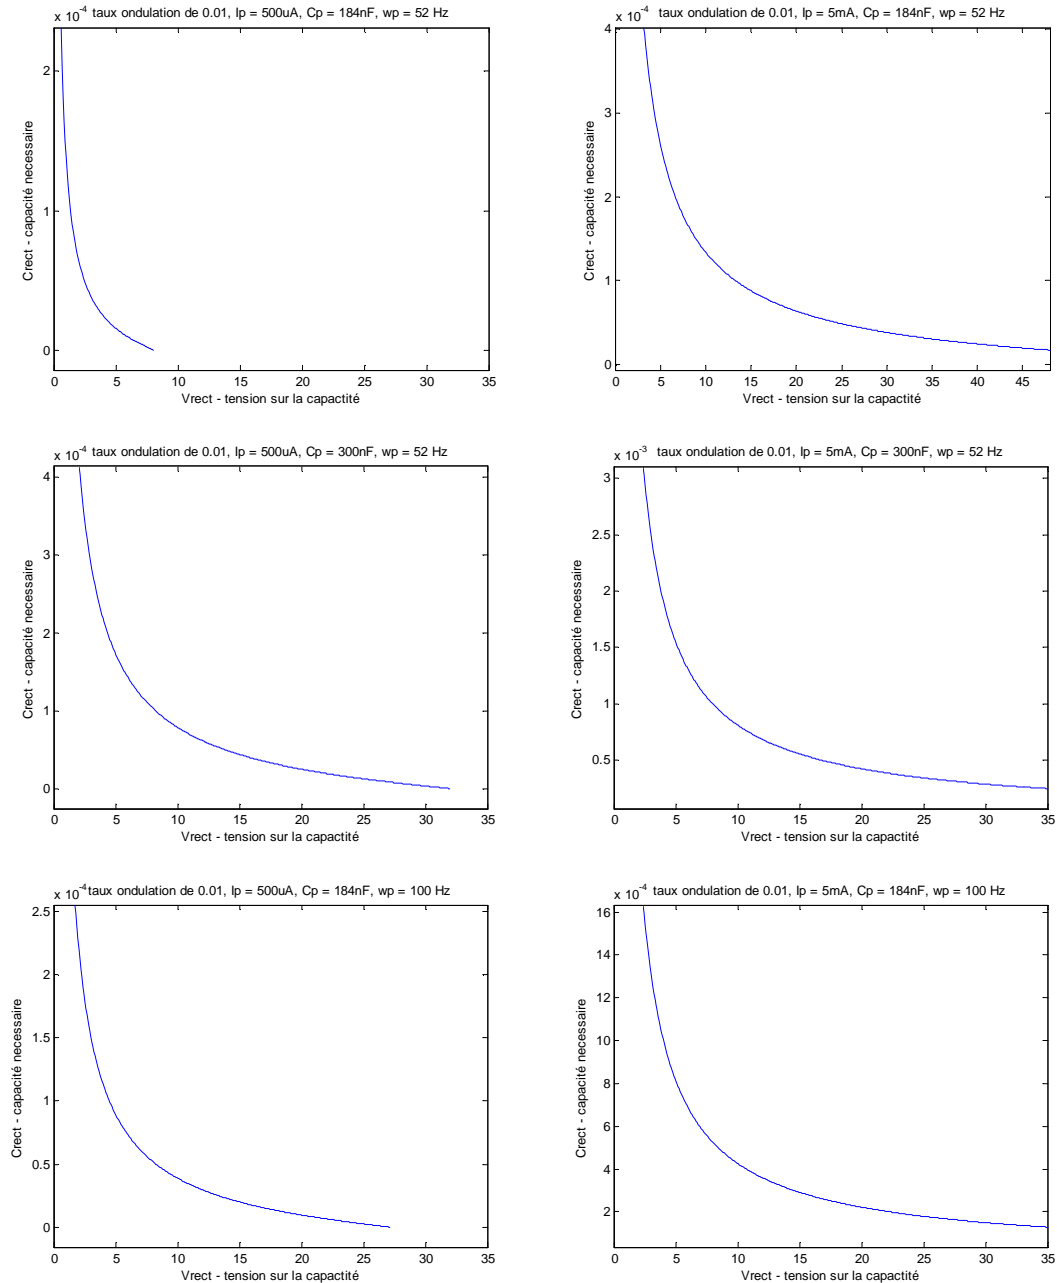 x 10-4 taux ondulation de 0.01, Ip = 500uA, Cp = 184nF, wp = 52 Hz
2
1
0
Crect - capacité necessaire
0 5 10 15 20 25 30 35
Vrect - tension sur la capactité
x 10-4 taux ondulation de 0.01, Ip = 5mA, Cp = 184nF, wp = 52 Hz
4
3
2
1
0
Crect - capacité necessaire
0 5 10 15 20 25 30 35 40 45
Vrect - tension sur la capactité
x 10-4 taux ondulation de 0.01, Ip = 500uA, Cp = 300nF, wp = 52 Hz
4
3
2
1
0
Crect - capacité necessaire
0 5 10 15 20 25 30 35
Vrect - tension sur la capactité
x 10-3 taux ondulation de 0.01, Ip = 5mA, Cp = 300nF, wp = 52 Hz
3
2.5
2
1.5
1
0.5
Crect - capacité necessaire
0 5 10 15 20 25 30 35
Vrect - tension sur la capactité
x 10-4 taux ondulation de 0.01, Ip = 500uA, Cp = 184nF, wp = 100 Hz
2.5
2
1.5
1
0.5
0
Crect - capacité necessaire
0 5 10 15 20 25 30 35
Vrect - tension sur la capactité
x 10-4 taux ondulation de 0.01, Ip = 5mA, Cp = 184nF, wp = 100 Hz
16
14
12
10
8
6
4
2
Crect - capacité necessaire
0 5 10 15 20 25 30 35
Vrect - tension sur la capactité